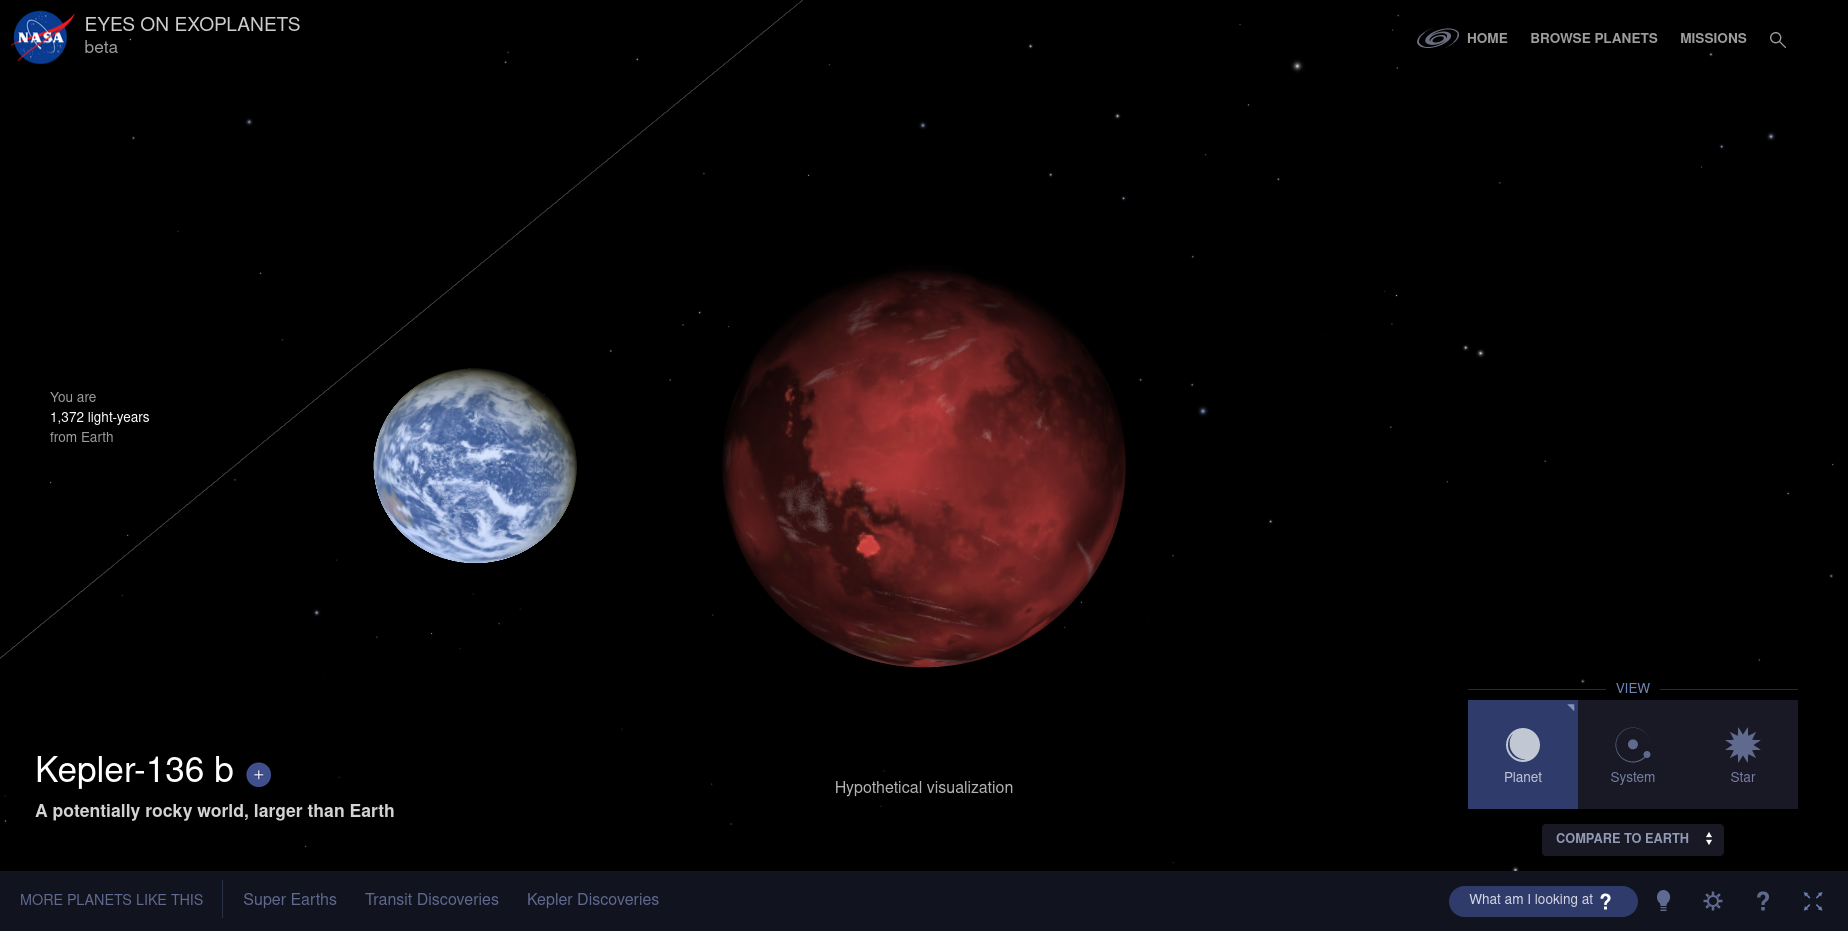 NASA
EYES ON EXOPLANETS
beta
HOME
BROWSE PLANETS
MISSIONS
You are
1,372 light-years
from Earth
Kepler-136 b +
A potentially rocky world, larger than Earth
Hypothetical visualization
VIEW
Planet
System
Star
COMPARE TO EARTH
MORE PLANETS LIKE THIS
Super Earths
Transit Discoveries
Kepler Discoveries
What am I looking at ?
?